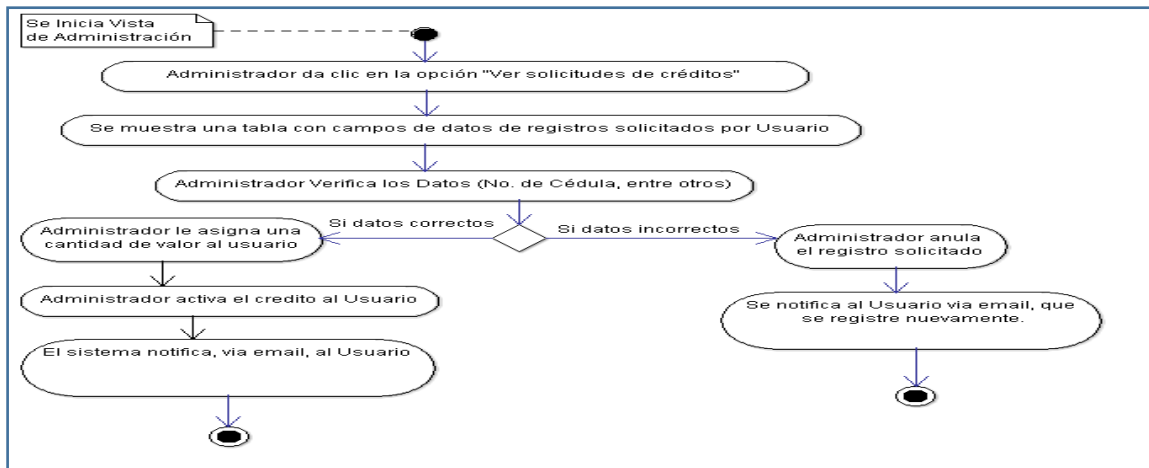 Se Inicia Vista
de Administración
Administrador da clic en la opción "Ver solicitudes de créditos"
Se muestra una tabla con campos de datos de registros solicitados por Usuario
Administrador Verifica los Datos (No. de Cédula, entre otros)
Si datos correctos
Si datos incorrectos
Administrador le asigna una
cantidad de valor al usuario
Administrador activa el credito al Usuario
El sistema notifica, via email, al Usuario
Administrador anula
el registro solicitado
Se notifica al Usuario via email, que
se registre nuevamente.